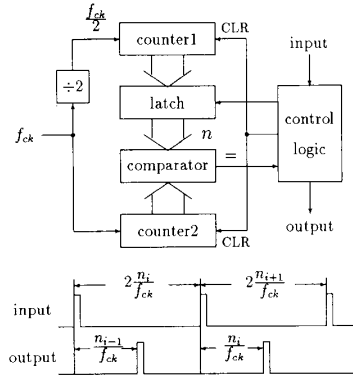 f_ck/2
counter1
CLR
input
÷2
latch
n
control
f_ck
comparator
=
logic
counter2
CLR
output
2 n_i/f_ck
2 n_{i+1}/f_ck
input
n_{i-1}/f_ck
n_i/f_ck
output